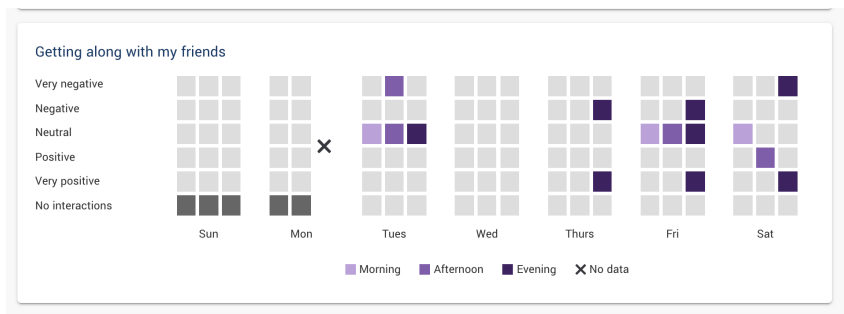 Getting along with my friends
Very negative
Negative
Neutral
Positive
Very positive
No interactions
Sun Mon Tues Wed Thurs Fri Sat
Morning Afternoon Evening No data